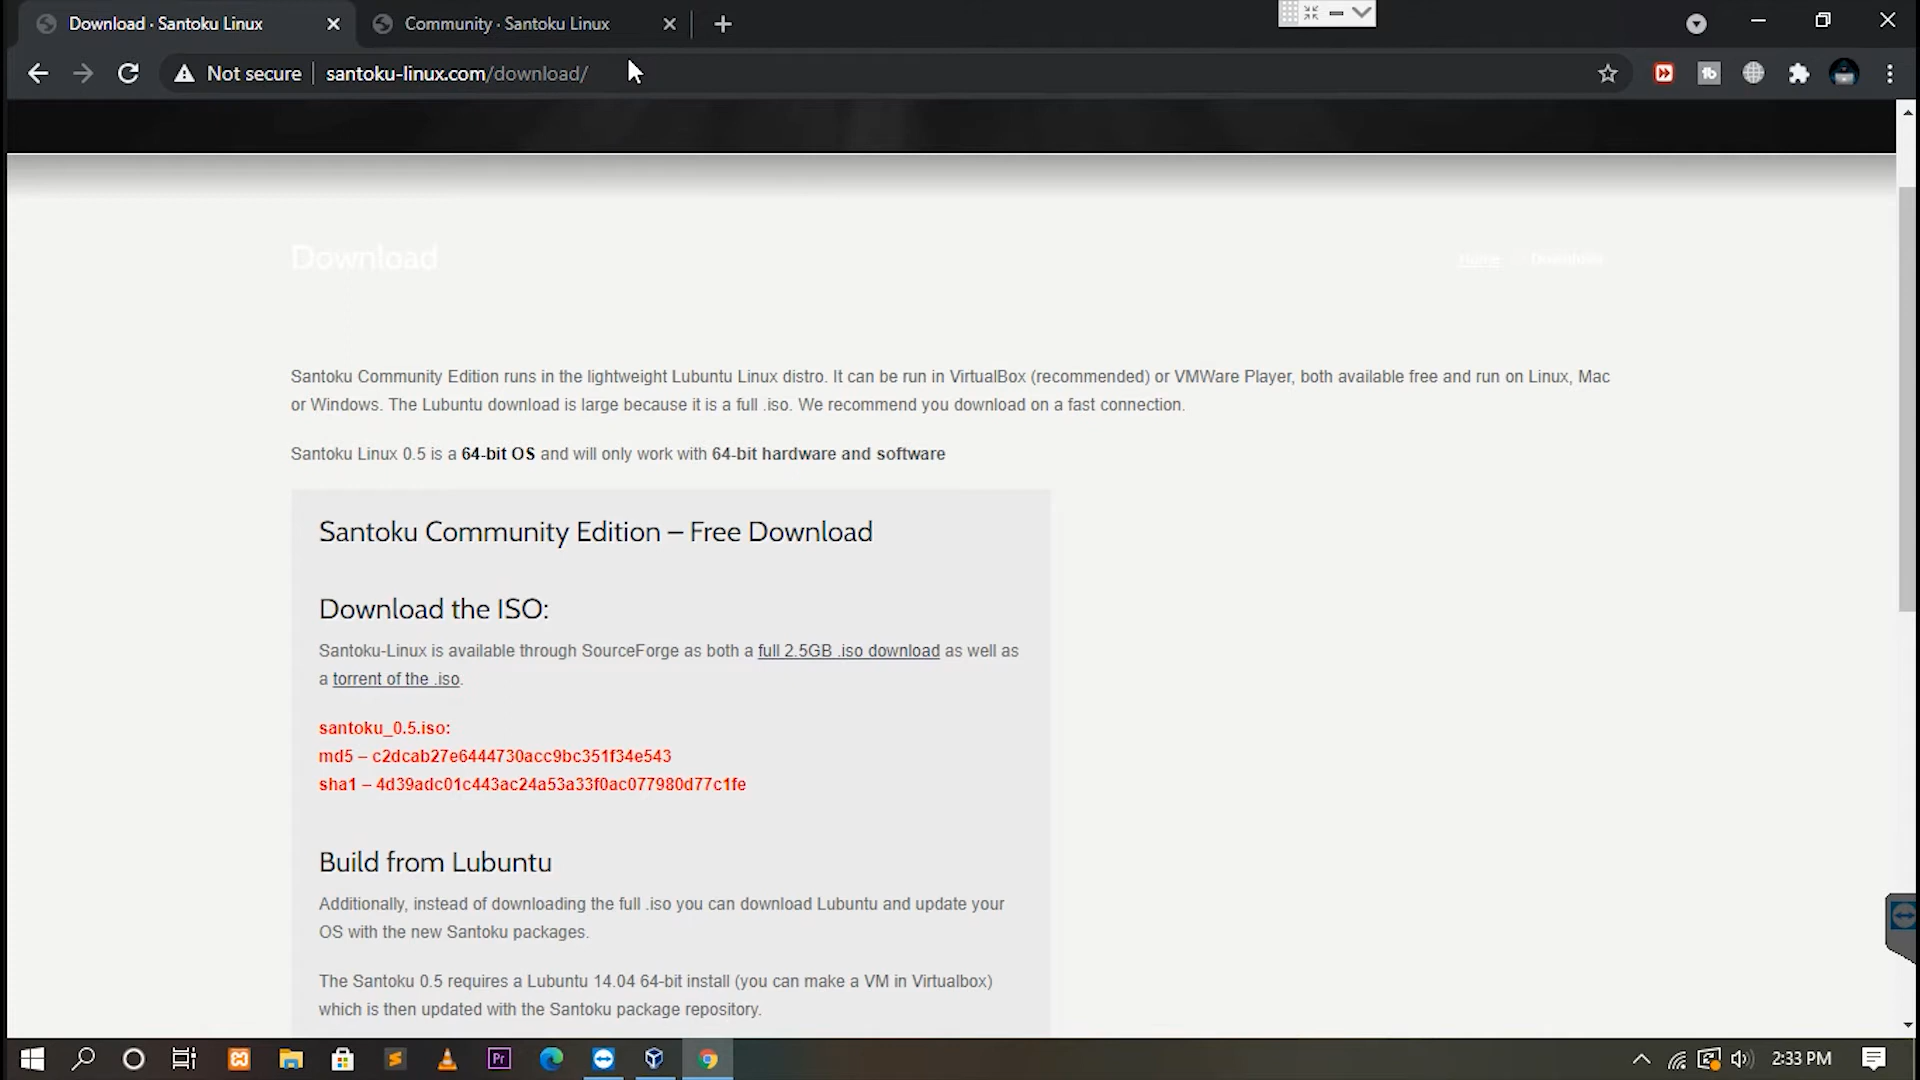 Download · Santoku Linux
Community · Santoku Linux
Not secure
santoku-linux.com/download/
Download
Home
Download
Santoku Community Edition runs in the lightweight Lubuntu Linux distro. It can be run in VirtualBox (recommended) or VMWare Player, both available free and run on Linux, Mac
or Windows. The Lubuntu download is large because it is a full .iso. We recommend you download on a fast connection.
Santoku Linux 0.5 is a 64-bit OS and will only work with 64-bit hardware and software
Santoku Community Edition – Free Download
Download the ISO:
Santoku-Linux is available through SourceForge as both a full 2.5GB .iso download as well as
a torrent of the .iso.
santoku_0.5.iso:
md5 – c2dcab27e6444730acc9bc351f34e543
sha1 – 4d39adc01c443ac24a53a33f0ac077980d77c1fe
Build from Lubuntu
Additionally, instead of downloading the full .iso you can download Lubuntu and update your
OS with the new Santoku packages.
The Santoku 0.5 requires a Lubuntu 14.04 64-bit install (you can make a VM in Virtualbox)
which is then updated with the Santoku package repository.
Pr
2:33 PM